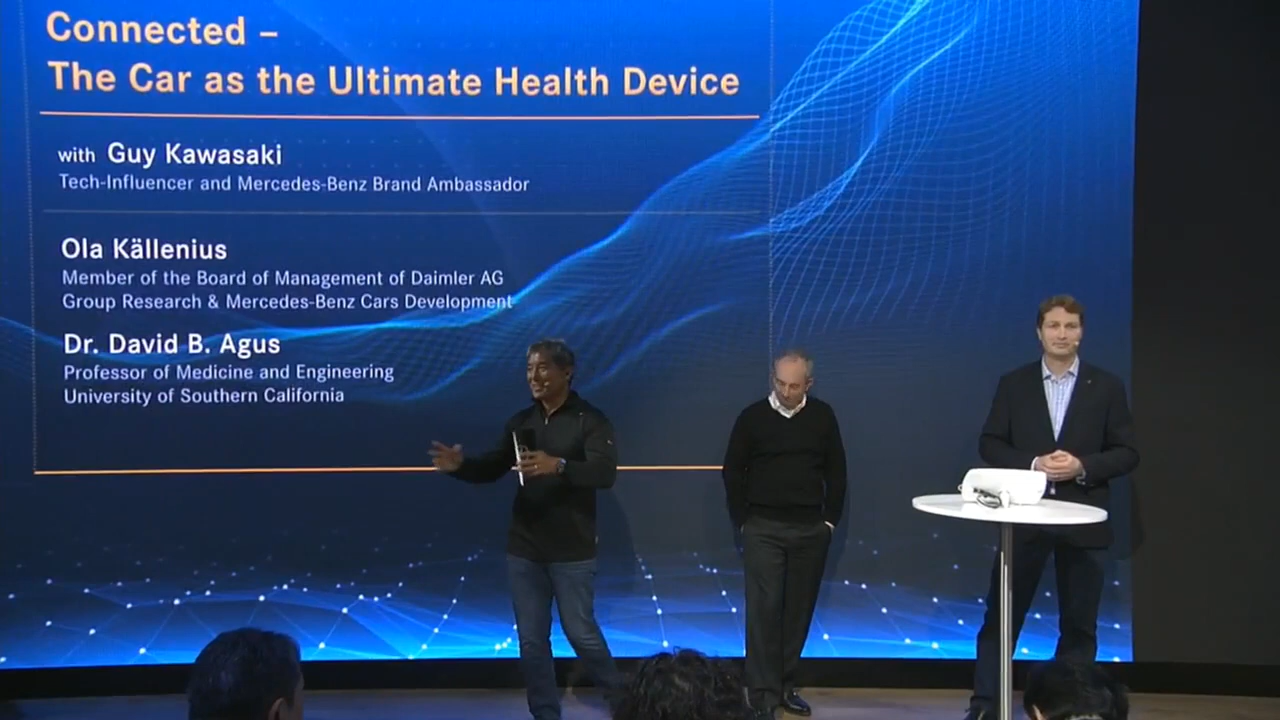 Connected –
The Car as the Ultimate Health Device
with Guy Kawasaki
Tech-Influencer and Mercedes-Benz Brand Ambassador
Ola Källenius
Member of the Board of Management of Daimler AG
Group Research & Mercedes-Benz Cars Development
Dr. David B. Agus
Professor of Medicine and Engineering
University of Southern California